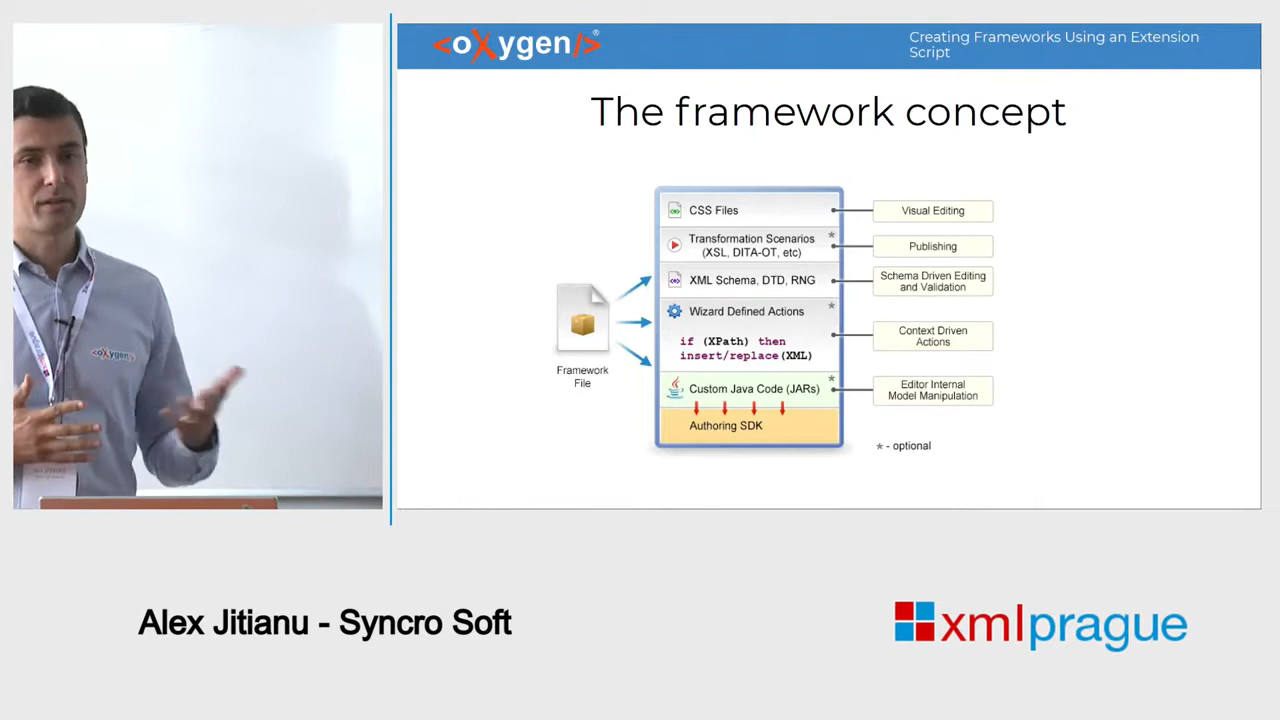 <oXygen/>®
Creating Frameworks Using an Extension
Script
The framework concept
CSS Files
Visual Editing
Transformation Scenarios *
(XSL, DITA-OT, etc)
Publishing
XML Schema, DTD, RNG
Schema Driven Editing
and Validation
Wizard Defined Actions *
if (XPath) then
insert/replace(XML)
Context Driven
Actions
Custom Java Code (JARs) *
Editor Internal
Model Manipulation
Authoring SDK
* - optional
Framework
File
<oXygen/>
Alex Jitianu - Syncro Soft
xmlprague